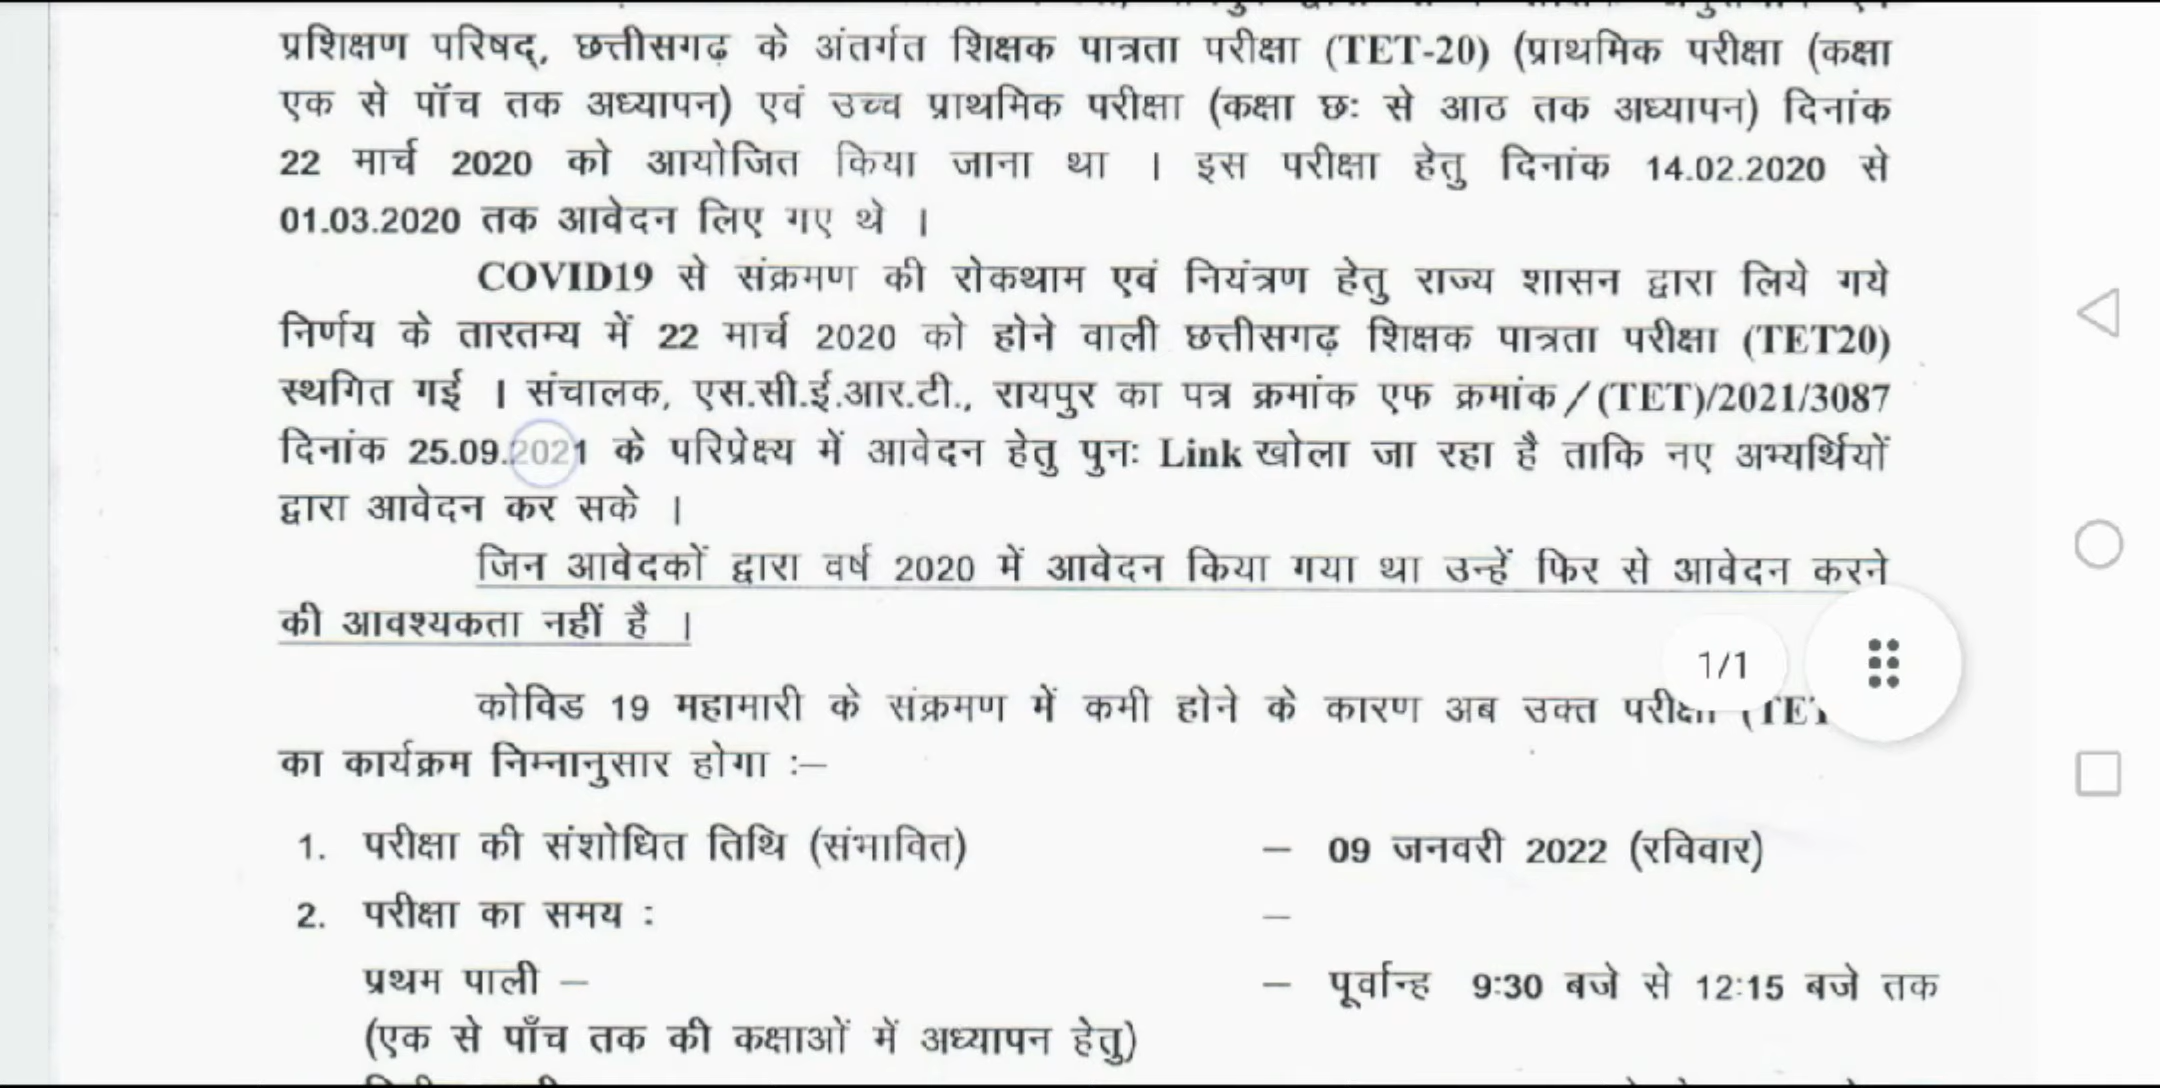 प्रशिक्षण परिषद्, छत्तीसगढ़ के अंतर्गत शिक्षक पात्रता परीक्षा (TET-20) (प्राथमिक परीक्षा (कक्षा
एक से पॉच तक अध्यापन) एवं उच्च प्राथमिक परीक्षा (कक्षा छः से आठ तक अध्यापन) दिनांक
22 मार्च 2020 को आयोजित किया जाना था । इस परीक्षा हेतु दिनांक 14.02.2020 से
01.03.2020 तक आवेदन लिए गए थे ।
COVID19 से संक्रमण की रोकथाम एवं नियंत्रण हेतु राज्य शासन द्वारा लिये गये
निर्णय के तारतम्य में 22 मार्च 2020 को होने वाली छत्तीसगढ़ शिक्षक पात्रता परीक्षा (TET20)
स्थगित गई । संचालक, एस.सी.ई.आर.टी., रायपुर का पत्र क्रमांक एफ क्रमांक/(TET)/2021/3087
दिनांक 25.09.2021 के परिप्रेक्ष्य में आवेदन हेतु पुनः Link खोला जा रहा है ताकि नए अभ्यर्थियों
द्वारा आवेदन कर सके ।
जिन आवेदकों द्वारा वर्ष 2020 में आवेदन किया गया था उन्हें फिर से आवेदन करने
की आवश्यकता नहीं है ।
1/1
कोविड 19 महामारी के संक्रमण में कमी होने के कारण अब उक्त परीक्षा
का कार्यक्रम निम्नानुसार होगा :–
1. परीक्षा की संशोधित तिथि (संभावित) – 09 जनवरी 2022 (रविवार)
2. परीक्षा का समय : –
प्रथम पाली – – पूर्वान्ह 9:30 बजे से 12:15 बजे तक
(एक से पाँच तक की कक्षाओं में अध्यापन हेतु)